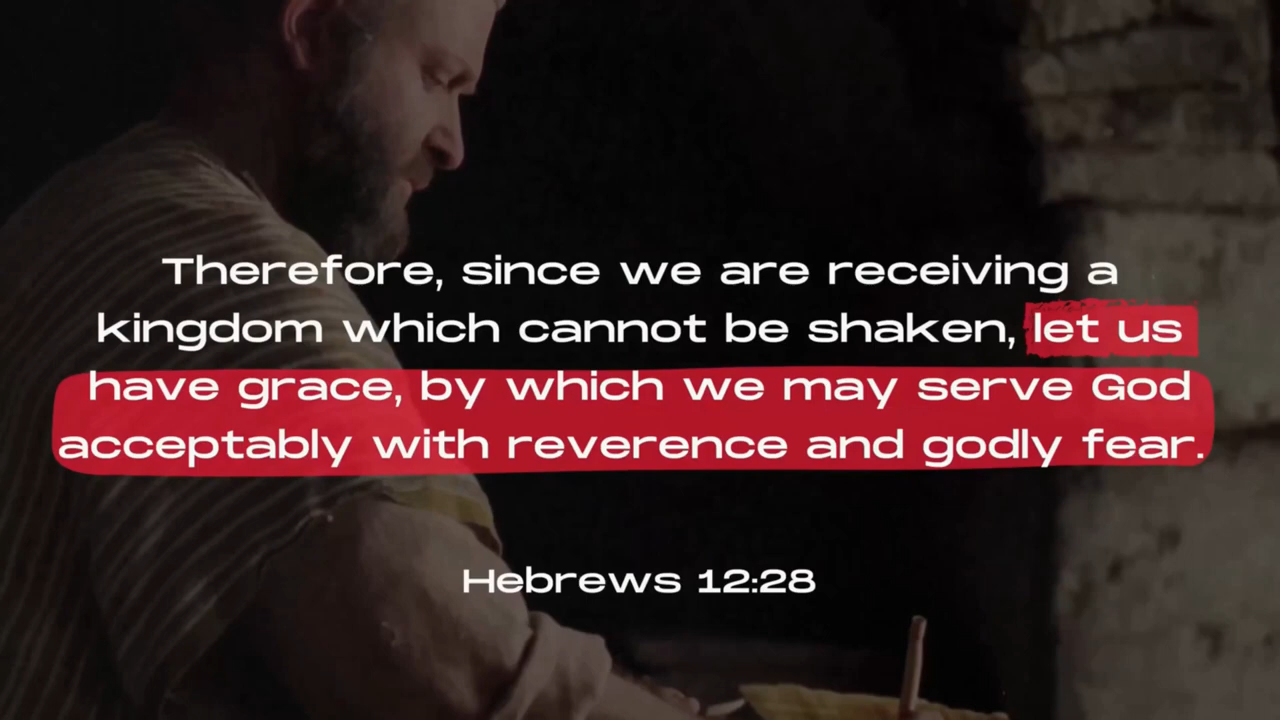 Therefore, since we are receiving a
kingdom which cannot be shaken, let us
have grace, by which we may serve God
acceptably with reverence and godly fear.
Hebrews 12:28